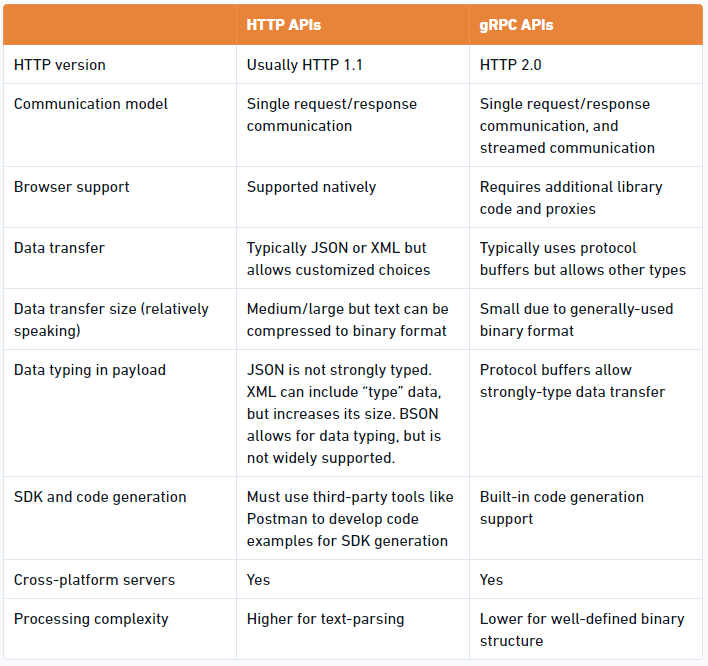 HTTP APIs
gRPC APIs
HTTP version
Usually HTTP 1.1
HTTP 2.0
Communication model
Single request/response
communication
Single request/response
communication, and
streamed communication
Browser support
Supported natively
Requires additional library
code and proxies
Data transfer
Typically JSON or XML but
allows customized choices
Typically uses protocol
buffers but allows other types
Data transfer size (relatively
speaking)
Medium/large but text can be
compressed to binary format
Small due to generally-used
binary format
Data typing in payload
JSON is not strongly typed.
XML can include “type” data,
but increases its size. BSON
allows for data typing, but is
not widely supported.
Protocol buffers allow
strongly-type data transfer
SDK and code generation
Must use third-party tools like
Postman to develop code
examples for SDK generation
Built-in code generation
support
Cross-platform servers
Yes
Yes
Processing complexity
Higher for text-parsing
Lower for well-defined binary
structure